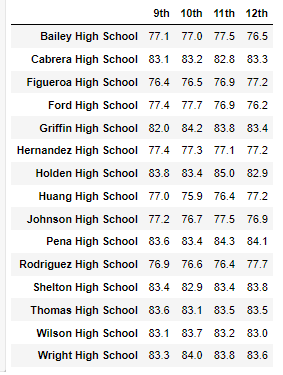 9th 10th 11th 12th
Bailey High School 77.1 77.0 77.5 76.5
Cabrera High School 83.1 83.2 82.8 83.3
Figueroa High School 76.4 76.5 76.9 77.2
Ford High School 77.4 77.7 76.9 76.2
Griffin High School 82.0 84.2 83.8 83.4
Hernandez High School 77.4 77.3 77.1 77.2
Holden High School 83.8 83.4 85.0 82.9
Huang High School 77.0 75.9 76.4 77.2
Johnson High School 77.2 76.7 77.5 76.9
Pena High School 83.6 83.4 84.3 84.1
Rodriguez High School 76.9 76.6 76.4 77.7
Shelton High School 83.4 82.9 83.4 83.8
Thomas High School 83.6 83.1 83.5 83.5
Wilson High School 83.1 83.7 83.2 83.0
Wright High School 83.3 84.0 83.8 83.6